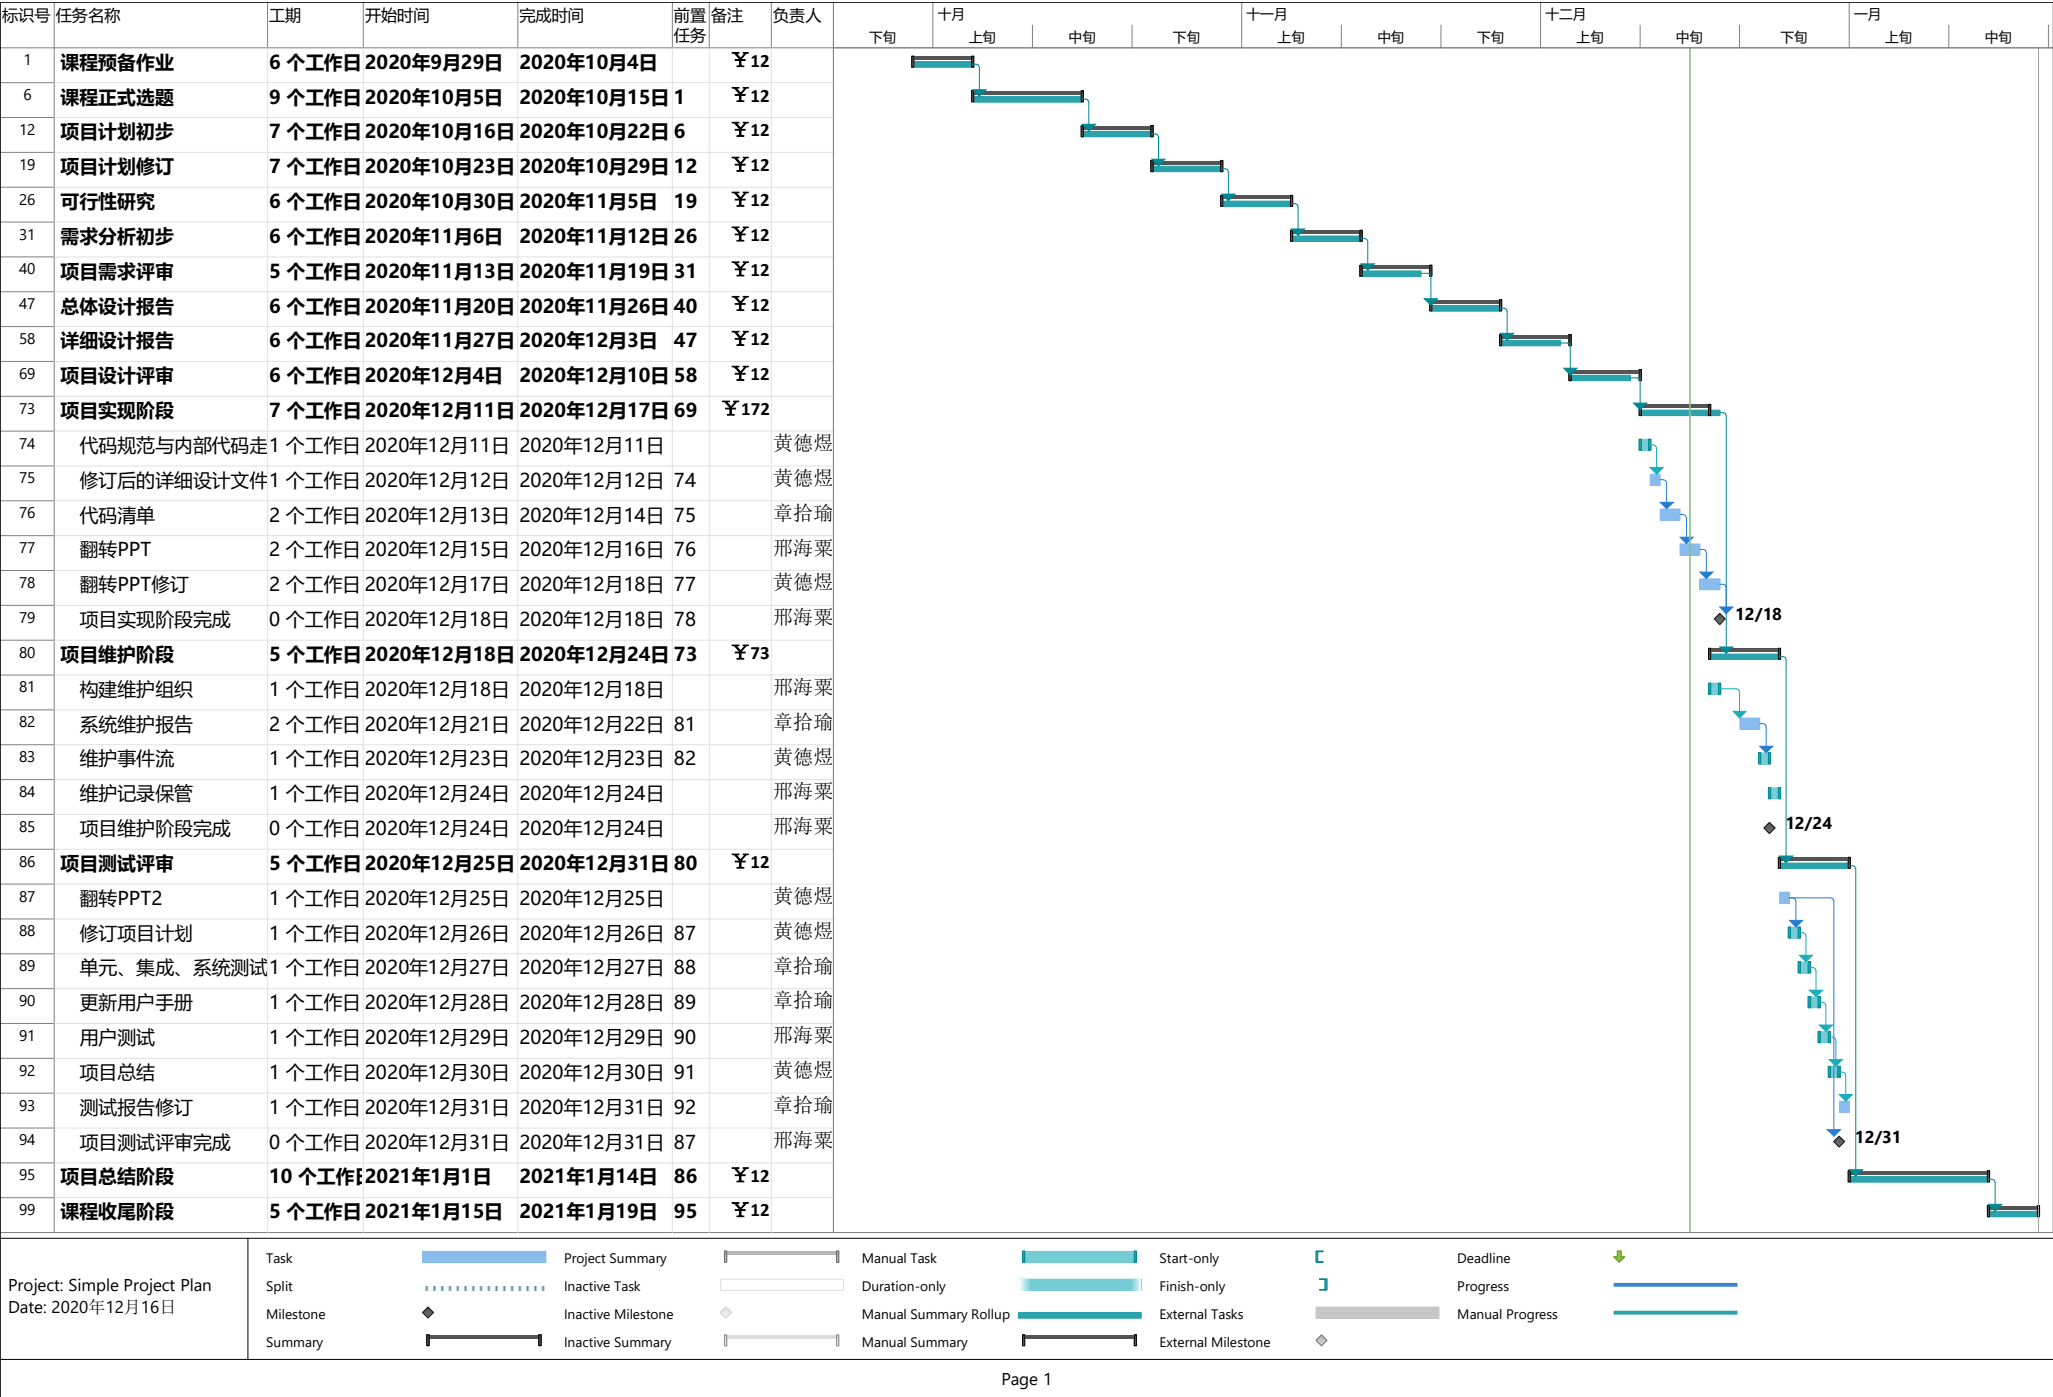 标识号 任务名称 工期 开始时间 完成时间 前置任务 备注 负责人
十月 十一月 十二月 一月
下旬 上旬 中旬 下旬 上旬 中旬 下旬 上旬 中旬 下旬 上旬 中旬
1 课程预备作业 6 个工作日 2020年9月29日 2020年10月4日 ¥12
6 课程正式选题 9 个工作日 2020年10月5日 2020年10月15日 1 ¥12
12 项目计划初步 7 个工作日 2020年10月16日 2020年10月22日 6 ¥12
19 项目计划修订 7 个工作日 2020年10月23日 2020年10月29日 12 ¥12
26 可行性研究 6 个工作日 2020年10月30日 2020年11月5日 19 ¥12
31 需求分析初步 6 个工作日 2020年11月6日 2020年11月12日 26 ¥12
40 项目需求评审 5 个工作日 2020年11月13日 2020年11月19日 31 ¥12
47 总体设计报告 6 个工作日 2020年11月20日 2020年11月26日 40 ¥12
58 详细设计报告 6 个工作日 2020年11月27日 2020年12月3日 47 ¥12
69 项目设计评审 6 个工作日 2020年12月4日 2020年12月10日 58 ¥12
73 项目实现阶段 7 个工作日 2020年12月11日 2020年12月17日 69 ¥172
74 代码规范与内部代码走 1 个工作日 2020年12月11日 2020年12月11日 黄德煜
75 修订后的详细设计文件 1 个工作日 2020年12月12日 2020年12月12日 74 黄德煜
76 代码清单 2 个工作日 2020年12月13日 2020年12月14日 75 章拾瑜
77 翻转PPT 2 个工作日 2020年12月15日 2020年12月16日 76 邢海粟
78 翻转PPT修订 2 个工作日 2020年12月17日 2020年12月18日 77 黄德煜
79 项目实现阶段完成 0 个工作日 2020年12月18日 2020年12月18日 78 邢海粟 12/18
80 项目维护阶段 5 个工作日 2020年12月18日 2020年12月24日 73 ¥73
81 构建维护组织 1 个工作日 2020年12月18日 2020年12月18日 邢海粟
82 系统维护报告 2 个工作日 2020年12月21日 2020年12月22日 81 章拾瑜
83 维护事件流 1 个工作日 2020年12月23日 2020年12月23日 82 黄德煜
84 维护记录保管 1 个工作日 2020年12月24日 2020年12月24日 邢海粟
85 项目维护阶段完成 0 个工作日 2020年12月24日 2020年12月24日 邢海粟 12/24
86 项目测试评审 5 个工作日 2020年12月25日 2020年12月31日 80 ¥12
87 翻转PPT2 1 个工作日 2020年12月25日 2020年12月25日 黄德煜
88 修订项目计划 1 个工作日 2020年12月26日 2020年12月26日 87 黄德煜
89 单元、集成、系统测试 1 个工作日 2020年12月27日 2020年12月27日 88 章拾瑜
90 更新用户手册 1 个工作日 2020年12月28日 2020年12月28日 89 章拾瑜
91 用户测试 1 个工作日 2020年12月29日 2020年12月29日 90 邢海粟
92 项目总结 1 个工作日 2020年12月30日 2020年12月30日 91 黄德煜
93 测试报告修订 1 个工作日 2020年12月31日 2020年12月31日 92 章拾瑜
94 项目测试评审完成 0 个工作日 2020年12月31日 2020年12月31日 87 邢海粟 12/31
95 项目总结阶段 10 个工作日 2021年1月1日 2021年1月14日 86 ¥12
99 课程收尾阶段 5 个工作日 2021年1月15日 2021年1月19日 95 ¥12
Project: Simple Project Plan
Date: 2020年12月16日
Task Project Summary Manual Task Start-only Deadline
Split Inactive Task Duration-only Finish-only Progress
Milestone Inactive Milestone Manual Summary Rollup External Tasks Manual Progress
Summary Inactive Summary Manual Summary External Milestone
Page 1